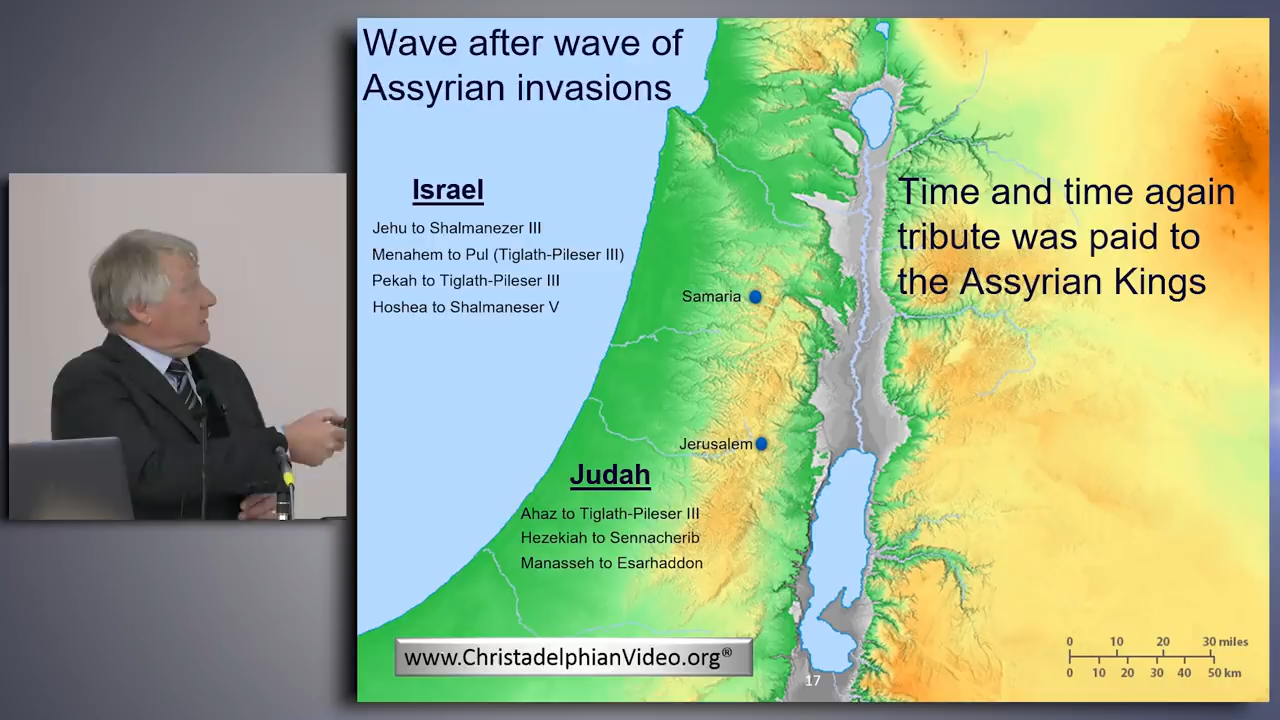 Wave after wave of
Assyrian invasions
Israel
Jehu to Shalmanezer III
Menahem to Pul (Tiglath-Pileser III)
Pekah to Tiglath-Pileser III
Hoshea to Shalmaneser V
Time and time again
tribute was paid to
the Assyrian Kings
Samaria
Jerusalem
Judah
Ahaz to Tiglath-Pileser III
Hezekiah to Sennacherib
Manasseh to Esarhaddon
www.ChristadelphianVideo.org®
17
0 10 20 30 miles
0 10 20 30 40 50 km